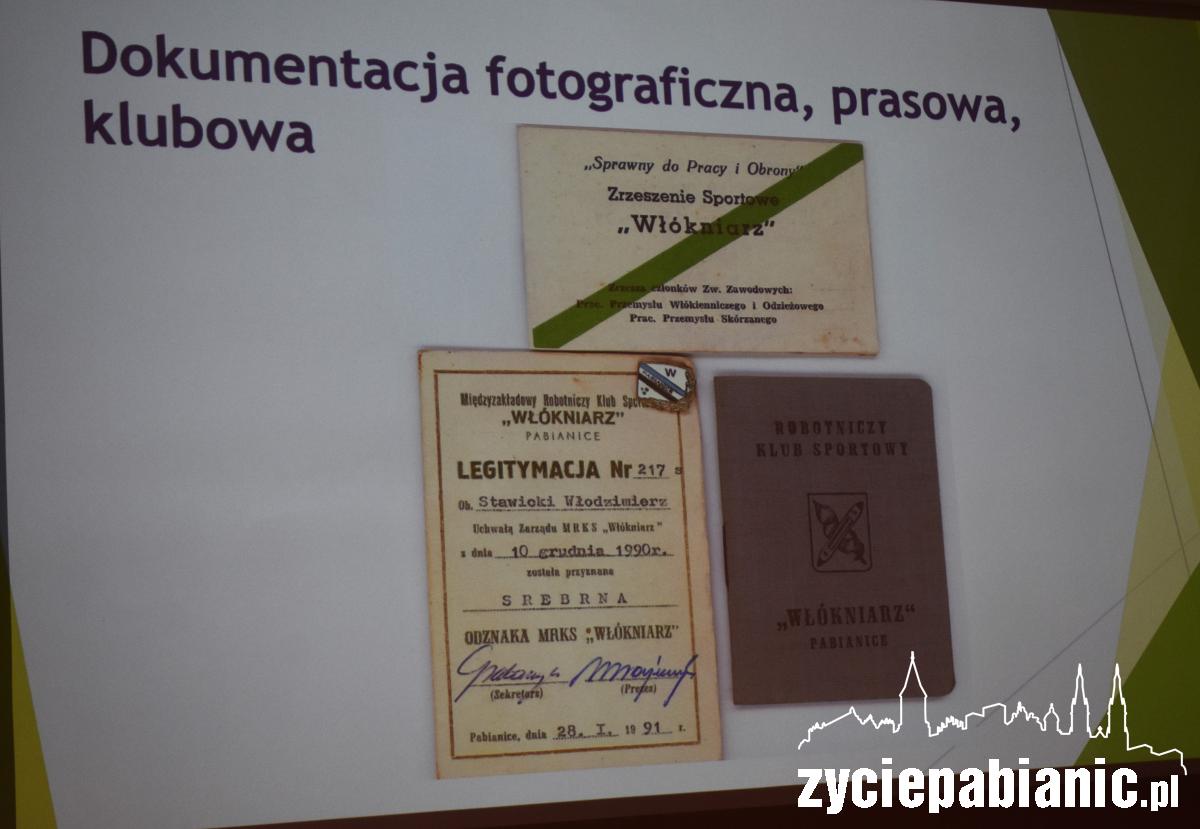 Dokumentacja fotograficzna, prasowa,
klubowa
„Sprawny do Pracy i Obrony"
Zrzeszenie Sportowe
„Włókniarz"
Zrzesza członków Zw. Zawodowych:
Prac. Przemysłu Włókienniczego i Odzieżowego
Prac. Przemysłu Skórzanego
Międzyzakładowy Robotniczy Klub
„WŁÓKNIARZ"
PABIANICE
W
LEGITYMACJA Nr 217 s
Ob. Stawicki Włodzimierz
Uchwałą Zarządu MRKS „Włókniarz"
z dnia 10 grudnia 1990r.
została przyznana
SREBRNA
ODZNAKA MRKS „WŁÓKNIARZ"
(Sekretarz) (Prezes)
Pabianice, dnia 28. I. 19 91 r.
ROBOTNICZY
KLUB SPORTOWY
„WŁÓKNIARZ"
PABIANICE
zyciepabianic.pl